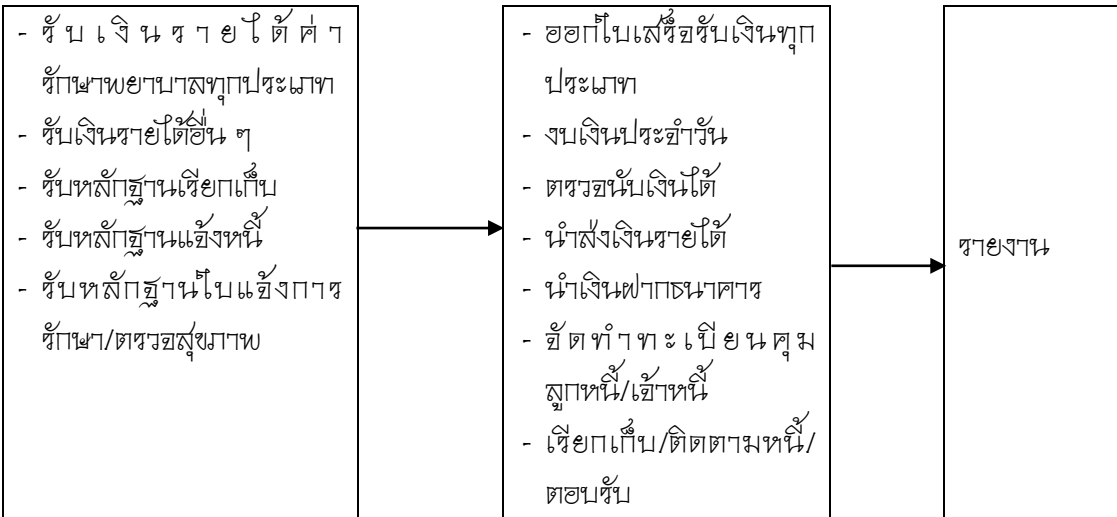 - รับเงินรายได้ค่า
รักษาพยาบาลทุกประเภท
- รับเงินรายได้อื่น ๆ
- รับหลักฐานเรียกเก็บ
- รับหลักฐานแจ้งหนี้
- รับหลักฐานใบแจ้งการ
รักษา/ตรวจสุขภาพ
- ออกใบเสร็จรับเงินทุก
ประเภท
- งบเงินประจำวัน
- ตรวจนับเงินได้
- นำส่งเงินรายได้
- นำเงินฝากธนาคาร
- จัดทำทะเบียนคุม
ลูกหนี้/เจ้าหนี้
- เรียกเก็บ/ติดตามหนี้/
ตอบรับ
รายงาน